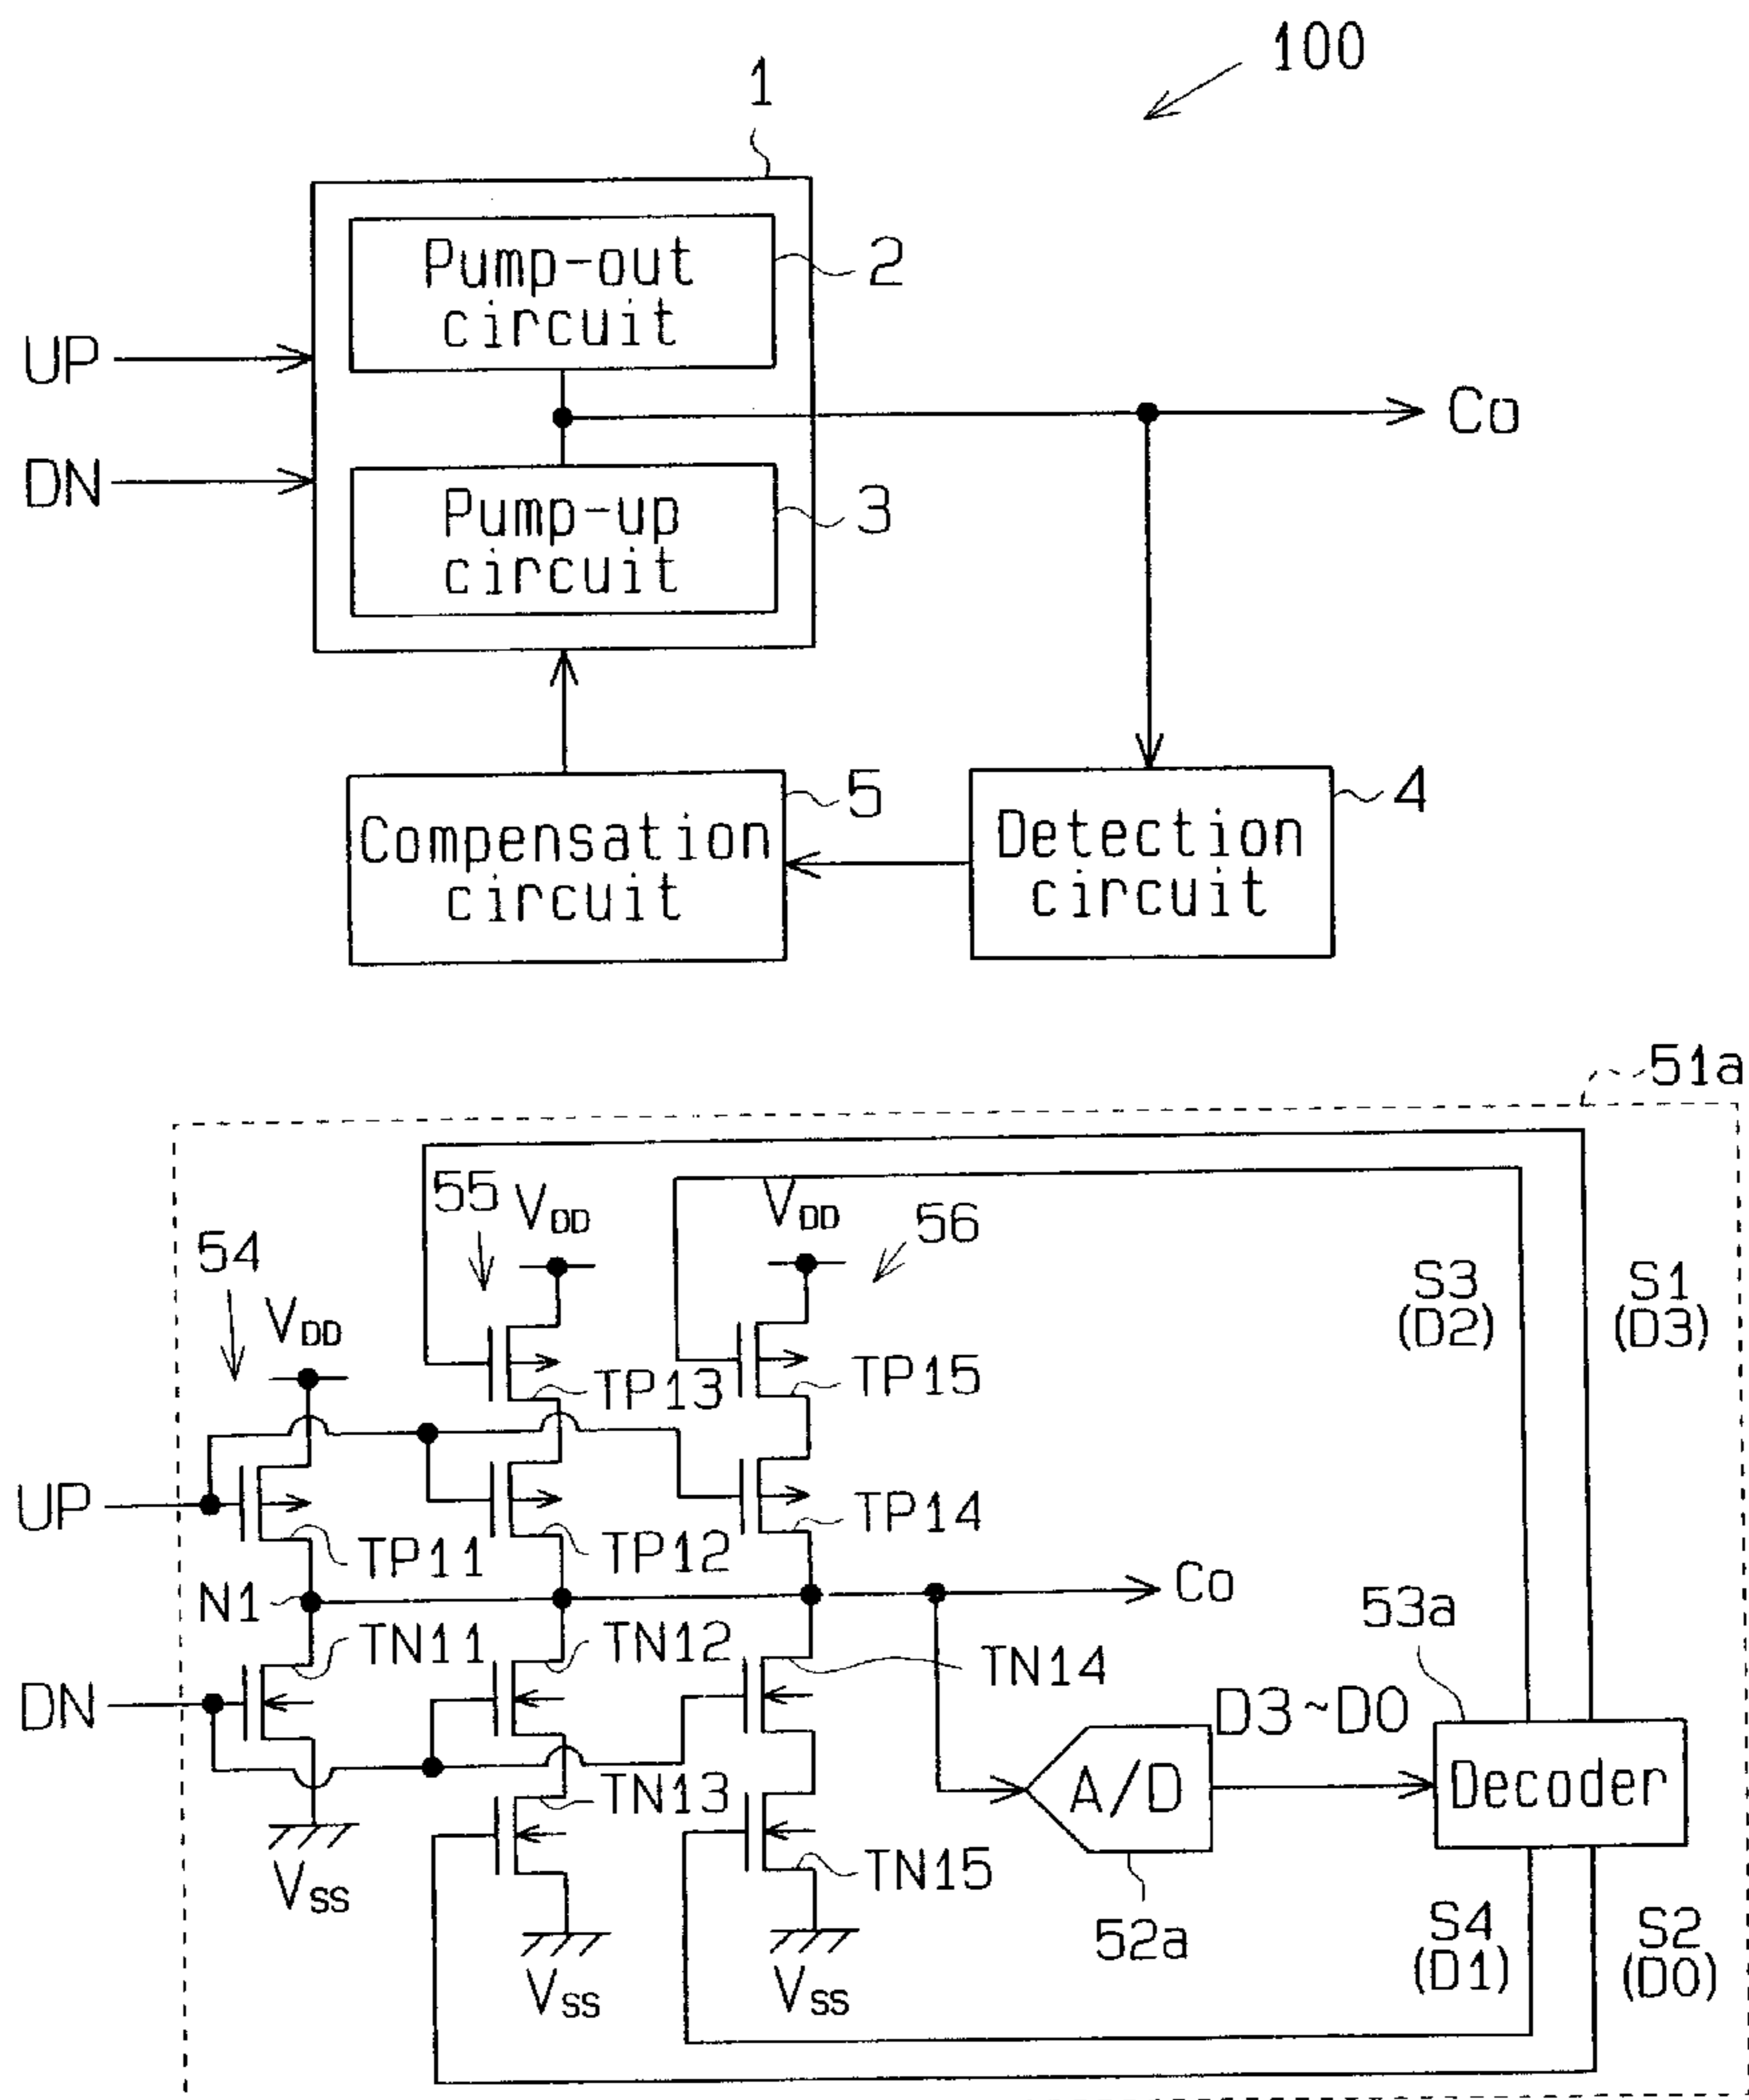 100
1
Pump-out
circuit
2
UP
Co
DN
Pump-up
circuit
3
Compensation
circuit
5
Detection
circuit
4
51a
55
VDD
VDD
56
54
VDD
S3
(D2)
S1
(D3)
TP13
TP15
UP
TP11
TP12
TP14
N1
Co
TN11
TN12
TN14
53a
DN
D3~D0
TN13
A/D
Decoder
VSS
TN15
52a
S4
(D1)
S2
(D0)
VSS
VSS